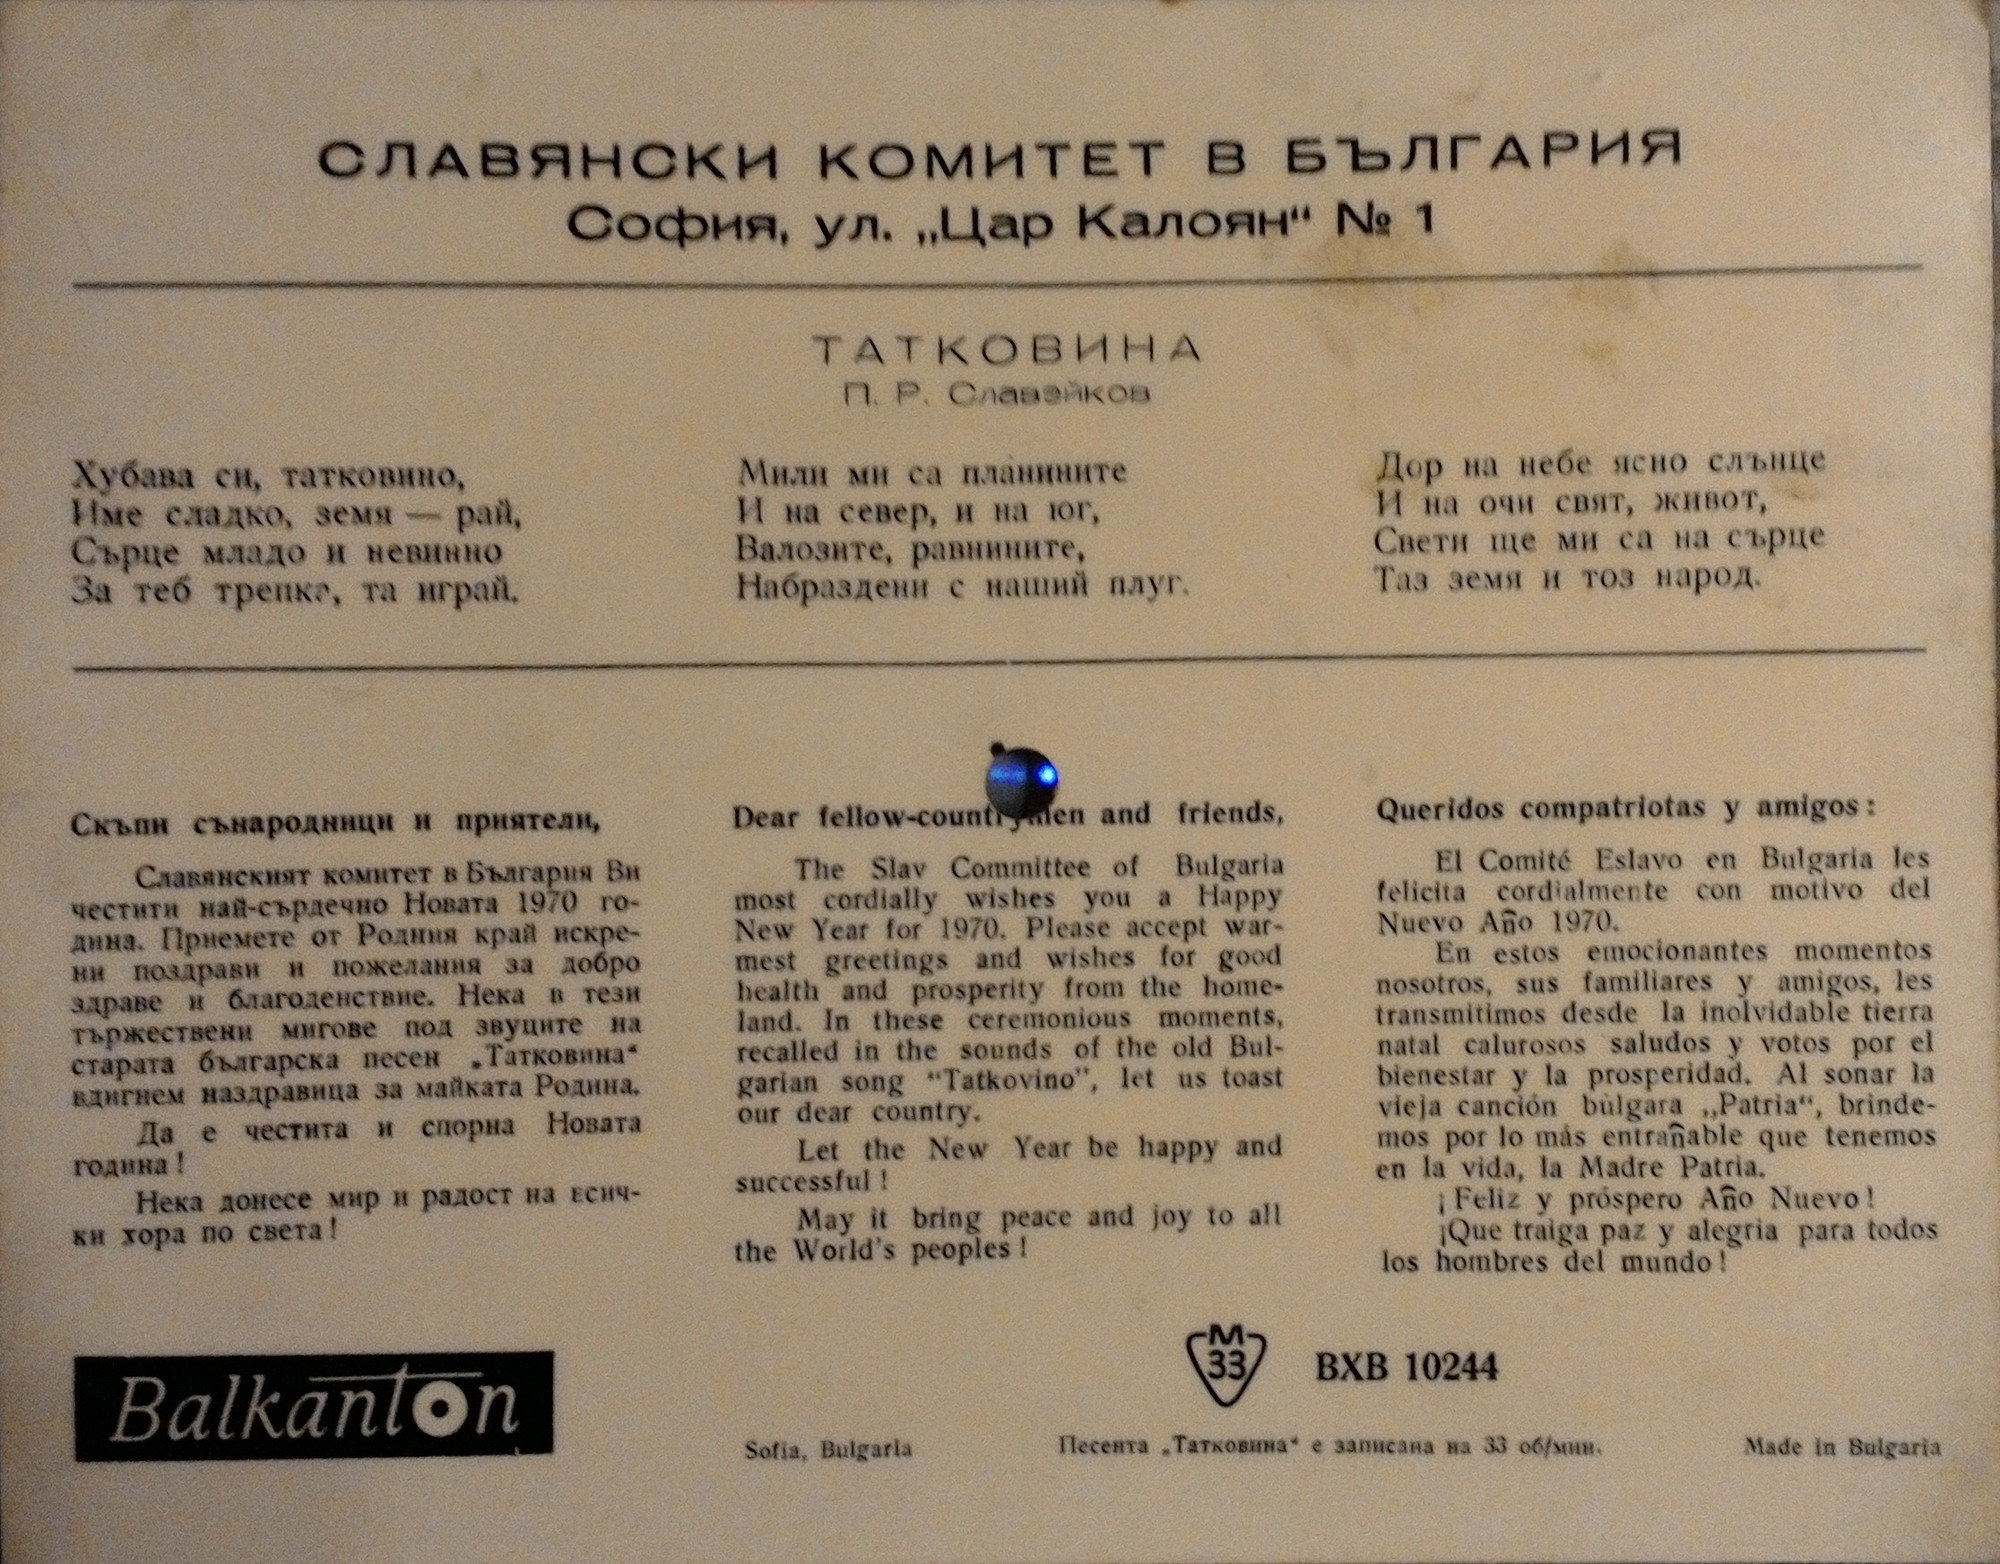 СЛАВЯНСКИ КОМИТЕТ В БЪЛГАРИЯ
София, ул. „Цар Калоян“ № 1
ТАТКОВИНА
П. Р. Славейков
Хубава си, татковино,
Име сладко, земя — рай,
Сърце младо и невинно
За теб трепка, та играй.
Мили ми са планините
И на север, и на юг,
Валозите, равнините,
Набраздени с наший плуг.
Дор на небе ясно слънце
И на очи свят, живот,
Свети ще ми са на сърце
Таз земя и тоз народ.
Скъпи сънародници и приятели,
Славянският комитет в България Ви
честити най-сърдечно Новата 1970 го-
дина. Приемете от Родния край искре-
ни поздрави и пожелания за добро
здраве и благоденствие. Нека в тези
тържествени мигове под звуците на
старата българска песен „Татковина“
вдигнем наздравица за майката Родина.
Да е честита и спорна Новата
година!
Нека донесе мир и радост на всич-
ки хора по света!
Dear fellow-countrymen and friends,
The Slav Committee of Bulgaria
most cordially wishes you a Happy
New Year for 1970. Please accept war-
mest greetings and wishes for good
health and prosperity from the home-
land. In these ceremonious moments,
recalled in the sounds of the old Bul-
garian song “Tatkovino”, let us toast
our dear country.
Let the New Year be happy and
successful!
May it bring peace and joy to all
the World's peoples!
Queridos compatriotas y amigos:
El Comité Eslavo en Bulgaria les
felicita cordialmente con motivo del
Nuevo Año 1970.
En estos emocionantes momentos
nosotros, sus familiares y amigos, les
transmitimos desde la inolvidable tierra
natal calurosos saludos y votos por el
bienestar y la prosperidad. Al sonar la
vieja canción búlgara „Patria“, brinde-
mos por lo más entrañable que tenemos
en la vida, la Madre Patria.
¡Feliz y próspero Año Nuevo!
¡Que traiga paz y alegria para todos
los hombres del mundo!
Balkanton
M
33
ВХВ 10244
Sofia, Bulgaria
Песента „Татковина“ е записана на 33 об/мин.
Made in Bulgaria